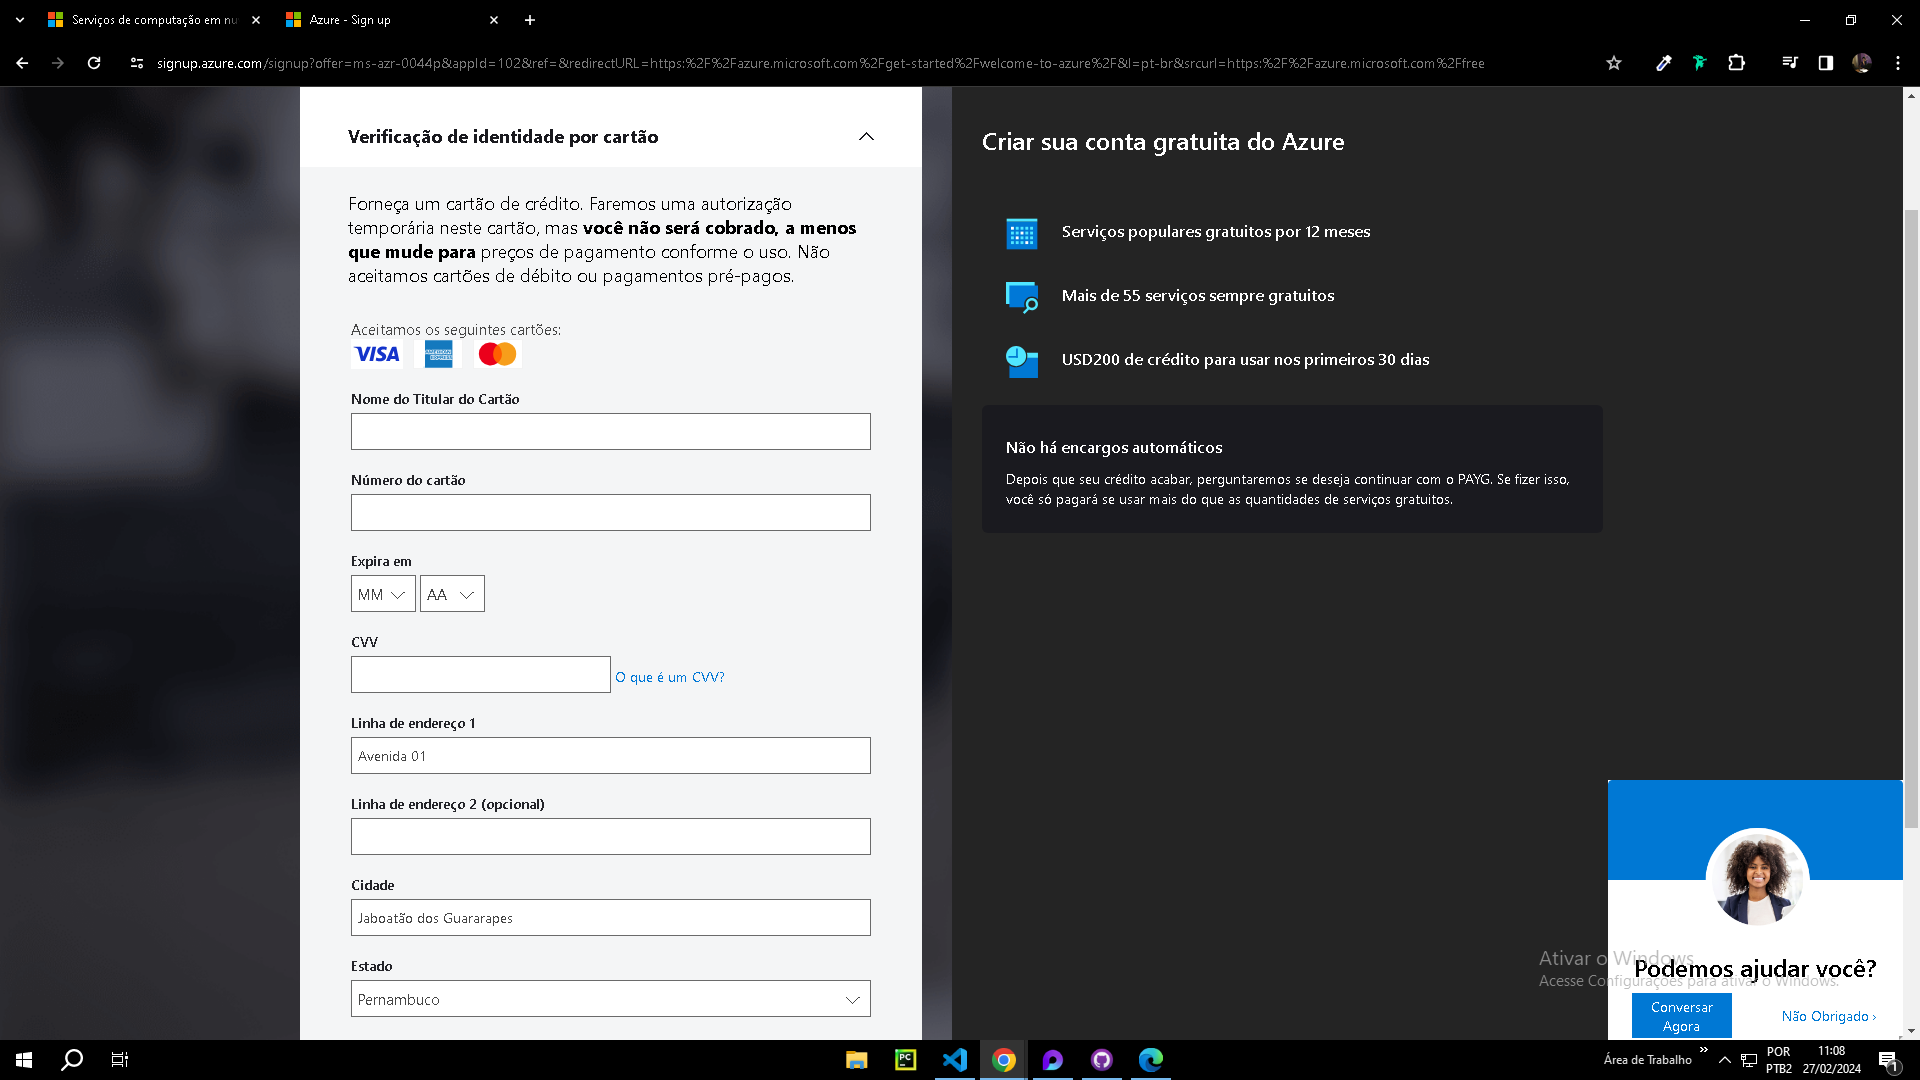 Serviços de computação em nu
Azure - Sign up
signup.azure.com/signup?offer=ms-azr-0044p&appId=102&ref=&redirectURL=https:%2F%2Fazure.microsoft.com%2Fget-started%2Fwelcome-to-azure%2F&l=pt-br&srcurl=https:%2F%2Fazure.microsoft.com%2Ffree
Verificação de identidade por cartão
Forneça um cartão de crédito. Faremos uma autorização
temporária neste cartão, mas você não será cobrado, a menos
que mude para preços de pagamento conforme o uso. Não
aceitamos cartões de débito ou pagamentos pré-pagos.
Aceitamos os seguintes cartões:
VISA AMERICAN EXPRESS
Nome do Titular do Cartão
Número do cartão
Expira em
MM AA
CVV
O que é um CVV?
Linha de endereço 1
Avenida 01
Linha de endereço 2 (opcional)
Cidade
Jaboatão dos Guararapes
Estado
Pernambuco
Criar sua conta gratuita do Azure
Serviços populares gratuitos por 12 meses
Mais de 55 serviços sempre gratuitos
USD200 de crédito para usar nos primeiros 30 dias
Não há encargos automáticos
Depois que seu crédito acabar, perguntaremos se deseja continuar com o PAYG. Se fizer isso,
você só pagará se usar mais do que as quantidades de serviços gratuitos.
Ativar o Windows
Acesse Configurações para ativar o Windows.
Podemos ajudar você?
Conversar
Agora
Não Obrigado ›
PC
Área de Trabalho
»
POR
PTB2
11:08
27/02/2024
1